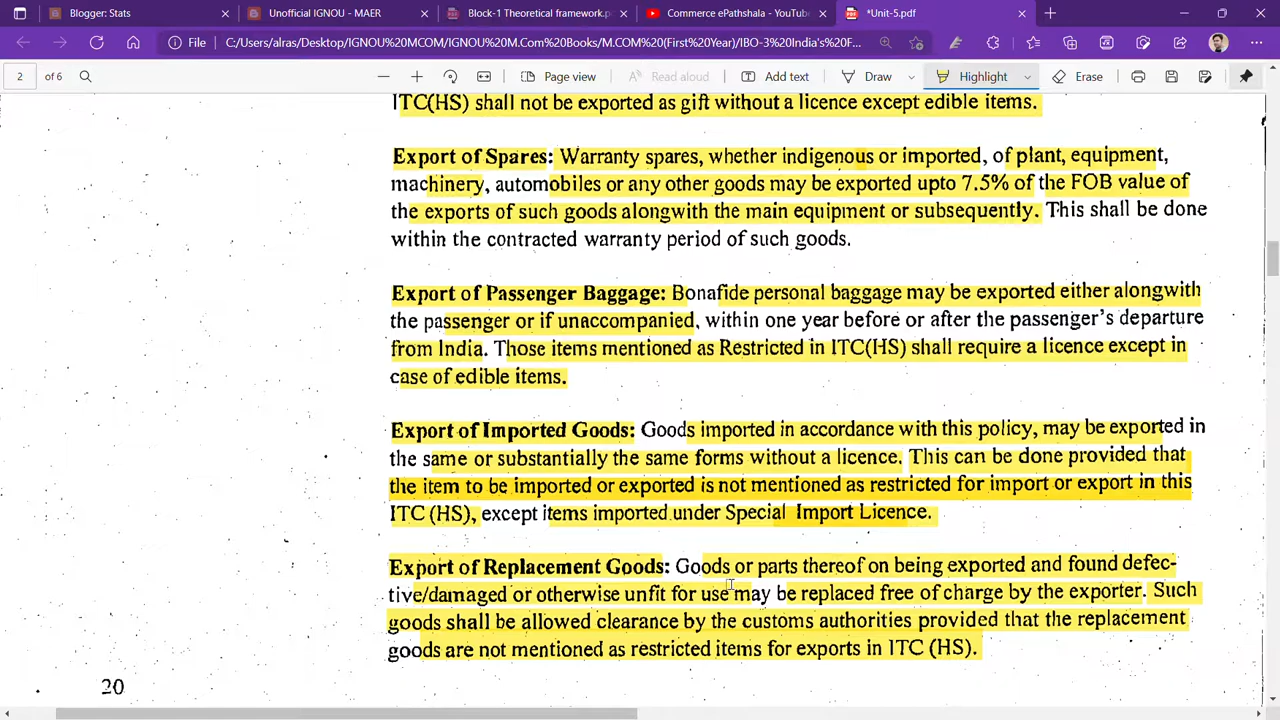 Blogger: Stats
Unofficial IGNOU - MAER
Block-1 Theoretical framework.p
Commerce ePathshala - YouTub
*Unit-5.pdf
File
C:/Users/alras/Desktop/IGNOU%20MCOM/IGNOU%20M.Com%20Books/M.COM%20(First%20Year)/IBO-3%20India's%20F...
2 of 6
Page view
Read aloud
Add text
Draw
Highlight
Erase
ITC(HS) shall not be exported as gift without a licence except edible items.
Export of Spares: Warranty spares, whether indigenous or imported, of plant, equipment,
machinery, automobiles or any other goods may be exported upto 7.5% of the FOB value of
the exports of such goods alongwith the main equipment or subsequently. This shall be done
within the contracted warranty period of such goods.
Export of Passenger Baggage: Bonafide personal baggage may be exported either alongwith
the passenger or if unaccompanied, within one year before or after the passenger's departure
from India. Those items mentioned as Restricted in ITC(HS) shall require a licence except in
case of edible items.
Export of Imported Goods: Goods imported in accordance with this policy, may be exported in
the same or substantially the same forms without a licence. This can be done provided that
the item to be imported or exported is not mentioned as restricted for import or export in this
ITC (HS), except items imported under Special Import Licence.
Export of Replacement Goods: Goods or parts thereof on being exported and found defec-
tive/damaged or otherwise unfit for use may be replaced free of charge by the exporter. Such
goods shall be allowed clearance by the customs authorities provided that the replacement
goods are not mentioned as restricted items for exports in ITC (HS).
20